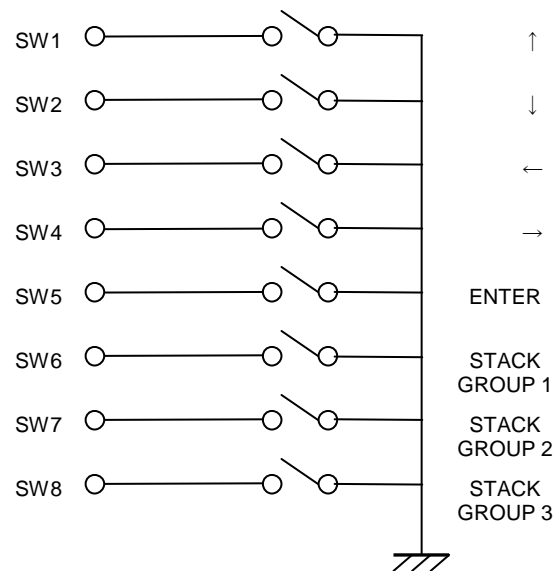 SW1 ↑
SW2 ↓
SW3 ←
SW4 →
SW5 ENTER
SW6 STACK
GROUP 1
SW7 STACK
GROUP 2
SW8 STACK
GROUP 3